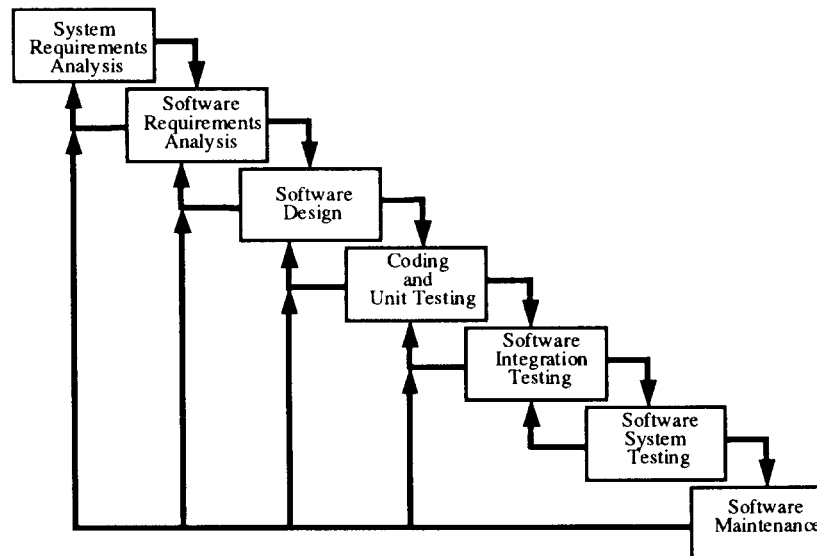 System
Requirements
Analysis
Software
Requirements
Analysis
Software
Design
Coding
and
Unit Testing
Software
Integration
Testing
Software
System
Testing
Software
Maintenance